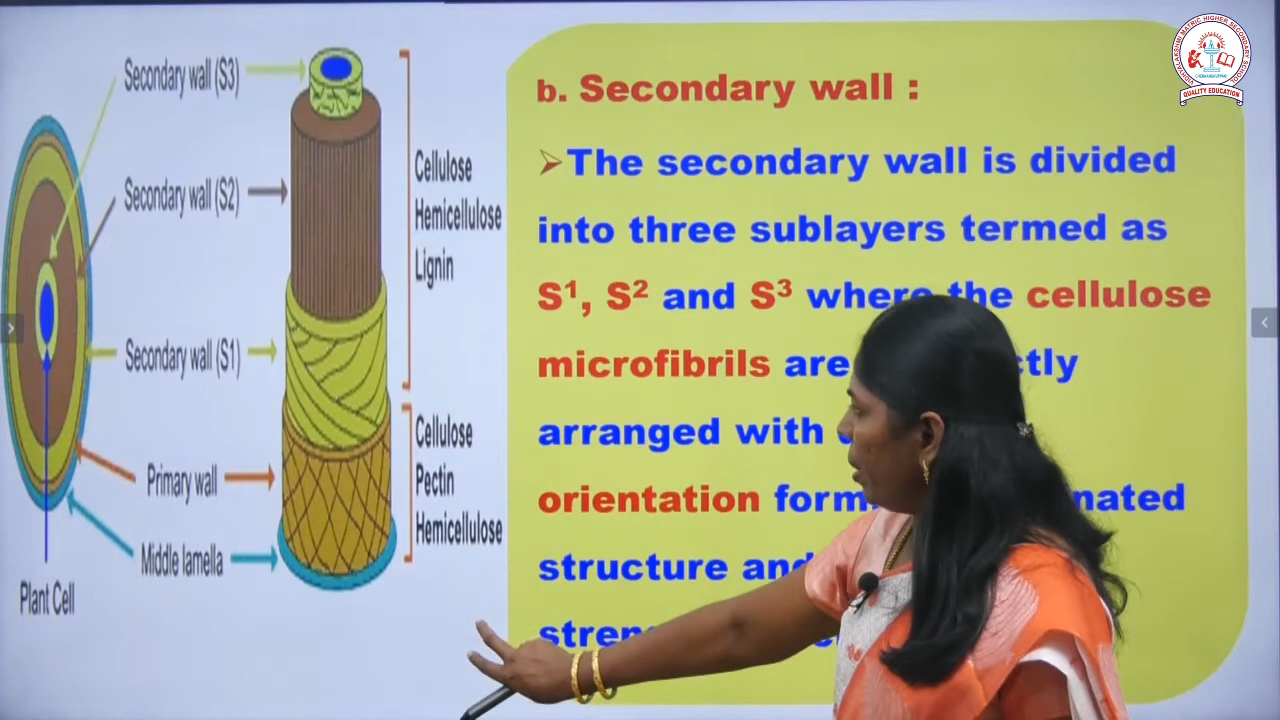 Secondary wall (S3)
Secondary wall (S2)
Secondary wall (S1)
Primary wall
Middle lamella
Plant Cell
Cellulose
Hemicellulose
Lignin
Cellulose
Pectin
Hemicellulose
b. Secondary wall :
➢The secondary wall is divided
into three sublayers termed as
S¹, S² and S³ where the cellulose
microfibrils are
arranged with
orientation
structure
QUALITY EDUCATION